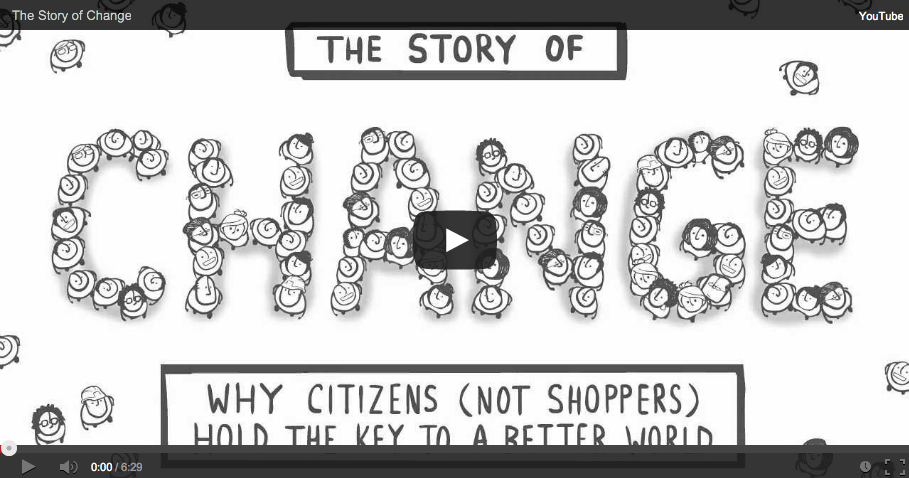 The Story of Change
YouTube
THE STORY OF
CHANGE
WHY CITIZENS (NOT SHOPPERS)
HOLD THE KEY TO A BETTER WORLD
0:00 / 6:29